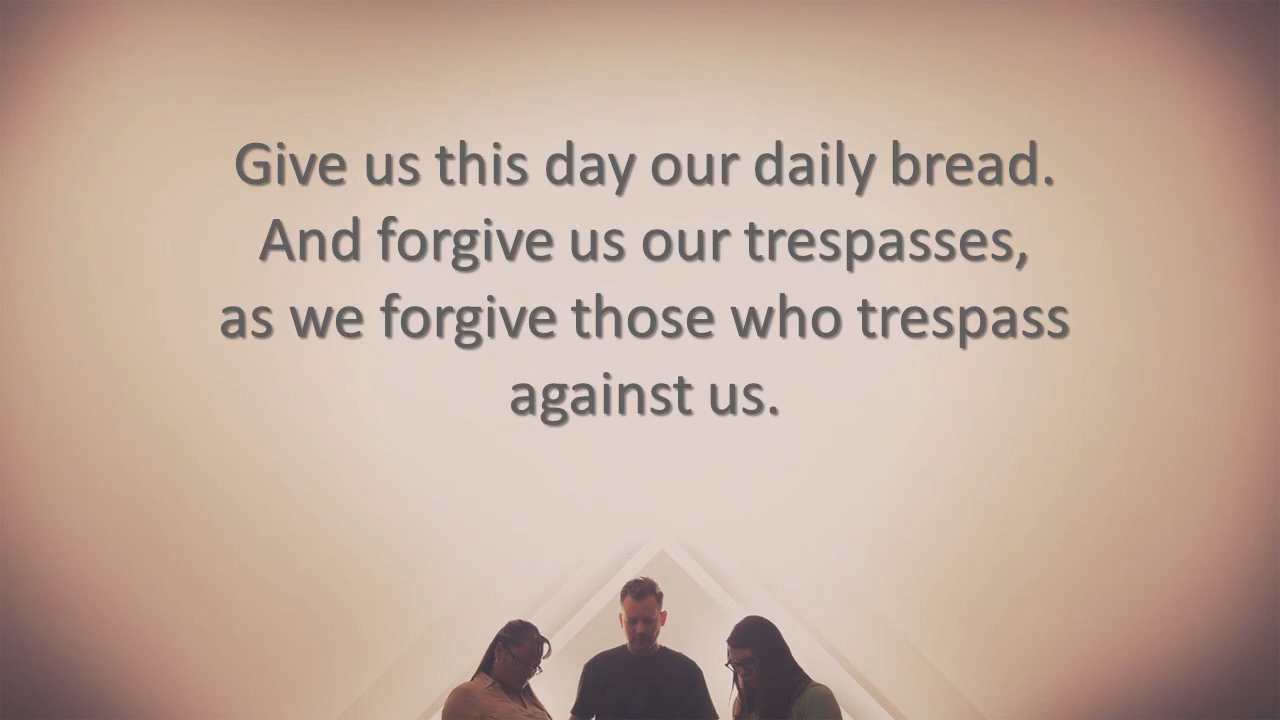 Give us this day our daily bread.
And forgive us our trespasses,
as we forgive those who trespass
against us.